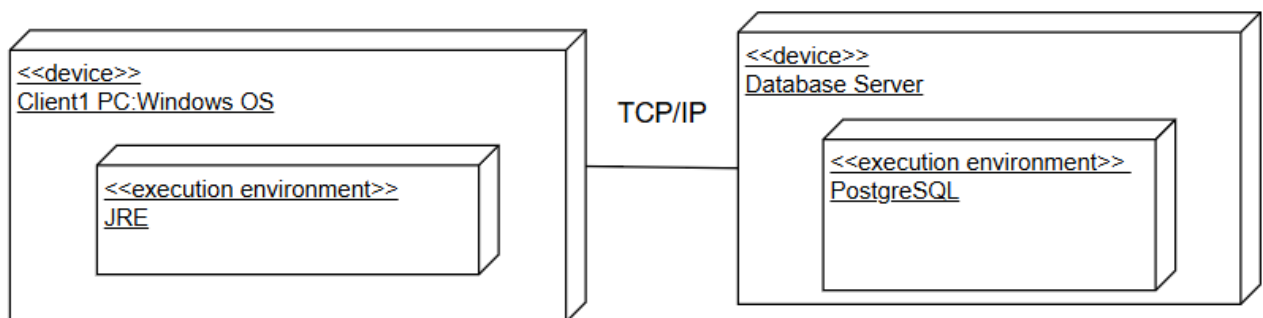 <<device>>
Client1 PC:Windows OS
<<execution environment>>
JRE
TCP/IP
<<device>>
Database Server
<<execution environment>>
PostgreSQL